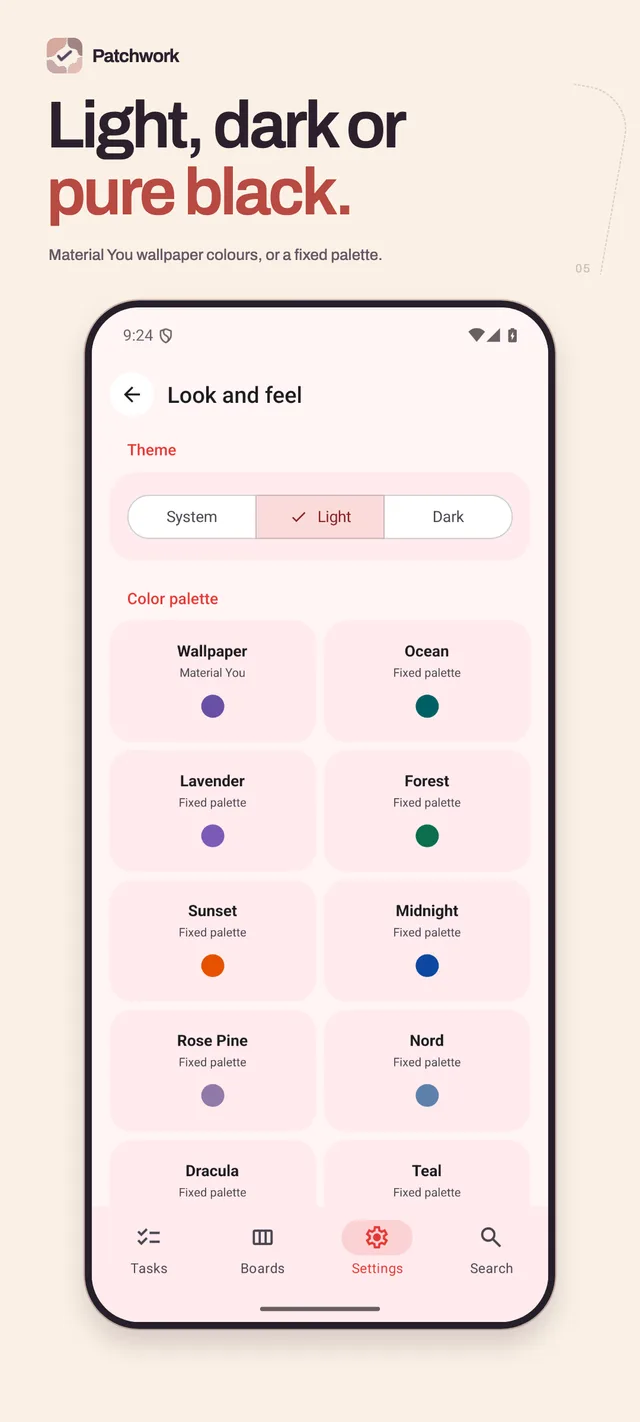 Patchwork
Light, dark or
pure black.
Material You wallpaper colours, or a fixed palette.
05
9:24
Look and feel
Theme
System
Light
Dark
Color palette
Wallpaper
Material You
Ocean
Fixed palette
Lavender
Fixed palette
Forest
Fixed palette
Sunset
Fixed palette
Midnight
Fixed palette
Rose Pine
Fixed palette
Nord
Fixed palette
Dracula
Fixed palette
Teal
Fixed palette
Tasks
Boards
Settings
Search